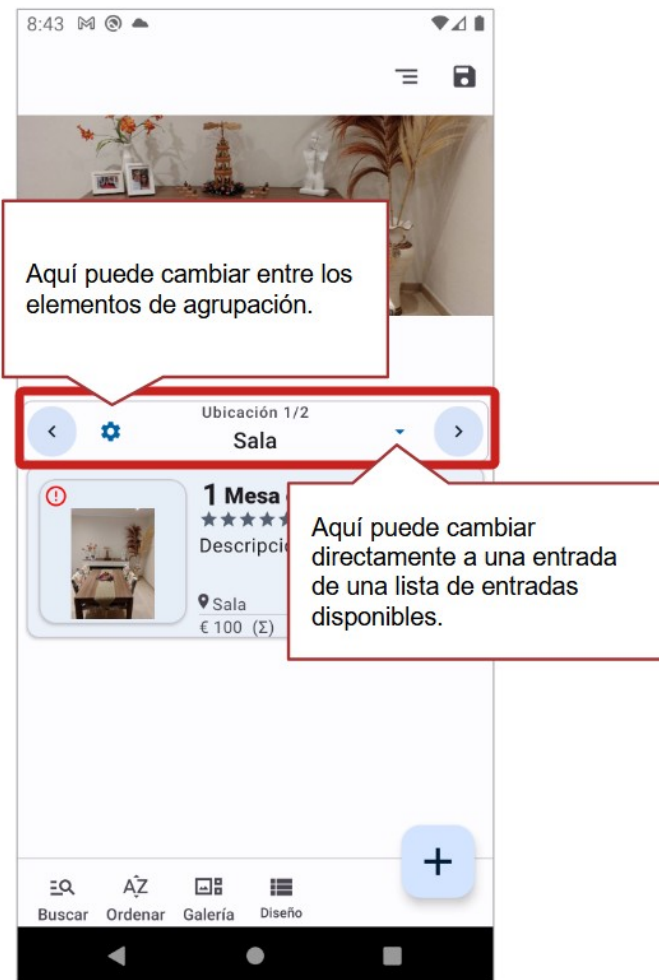 8:43
Aquí puede cambiar entre los
elementos de agrupación.
Ubicación 1/2
Sala
1 Mesa
Descripci
Aquí puede cambiar
directamente a una entrada
de una lista de entradas
disponibles.
Sala
€ 100 (Σ)
Buscar Ordenar Galería Diseño